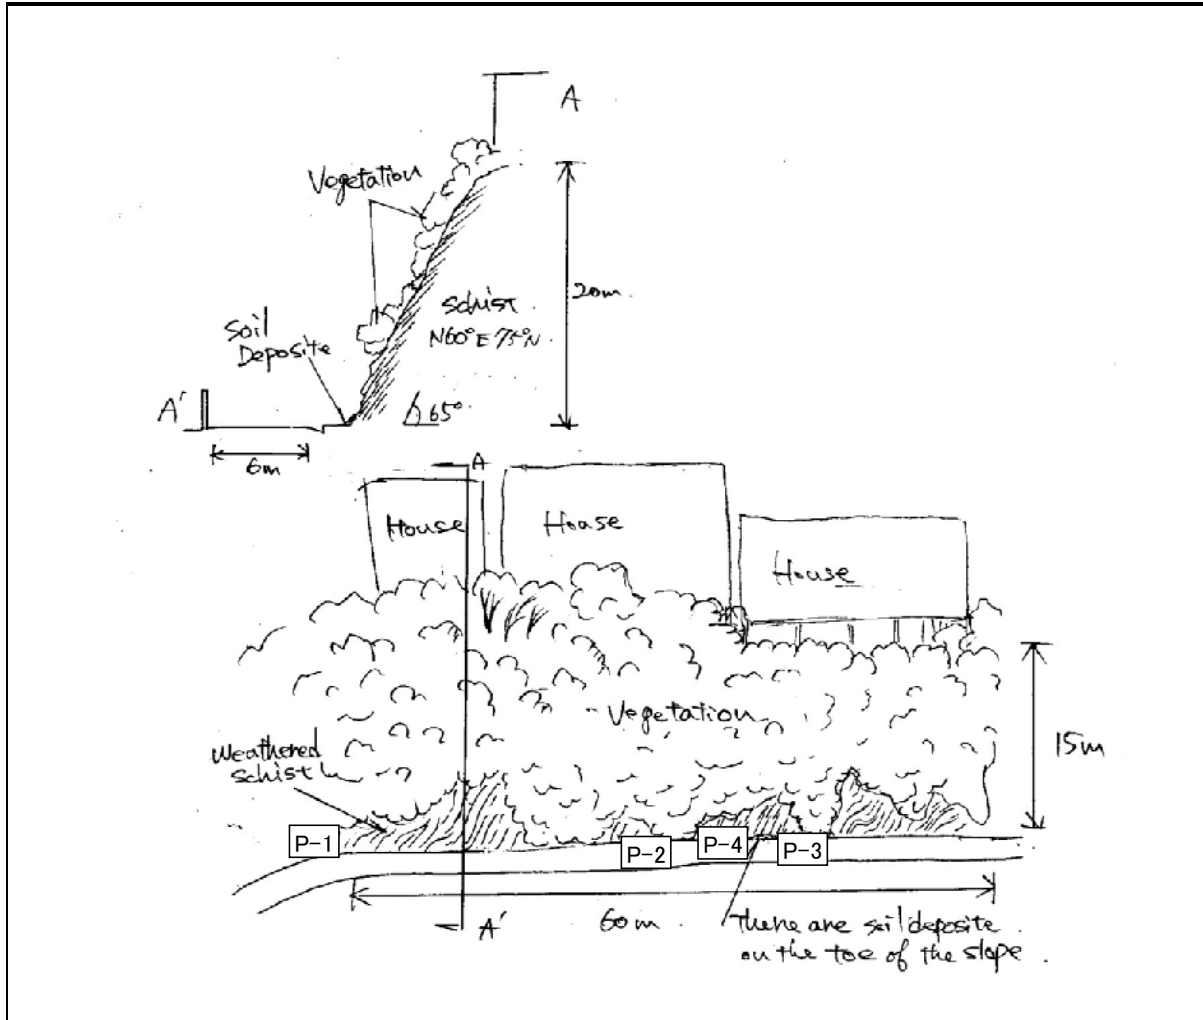 A
Vegetation
20m.
Schist.
N60°E 75°N.
Soil
Deposite
A'
65°
6m
A
House
House
House
Vegetation
Weathered
Schist
15m
P-1
P-2
P-4
P-3
60m.
A'
There are soil deposite
on the toe of the slope.